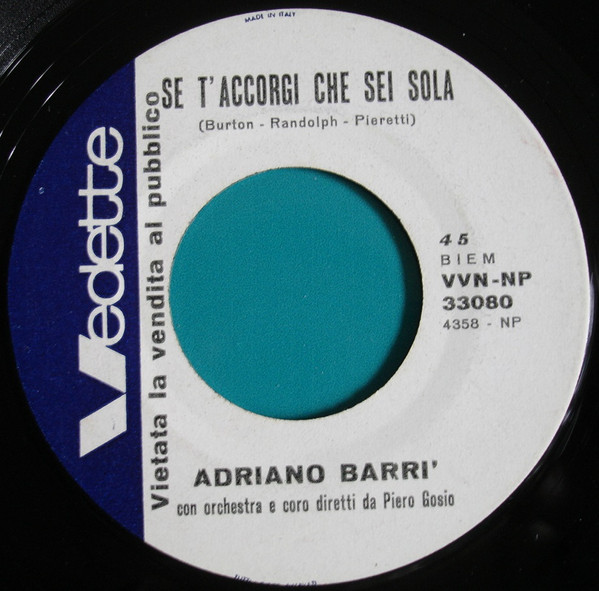 MADE IN ITALY
SE T'ACCORGI CHE SEI SOLA
(Burton - Randolph - Pieretti)
Vedette
Vietata la vendita al pubblico
45
BIEM
VVN-NP
33080
4358 - NP
ADRIANO BARRI'
con orchestra e coro diretti da Piero Gosio